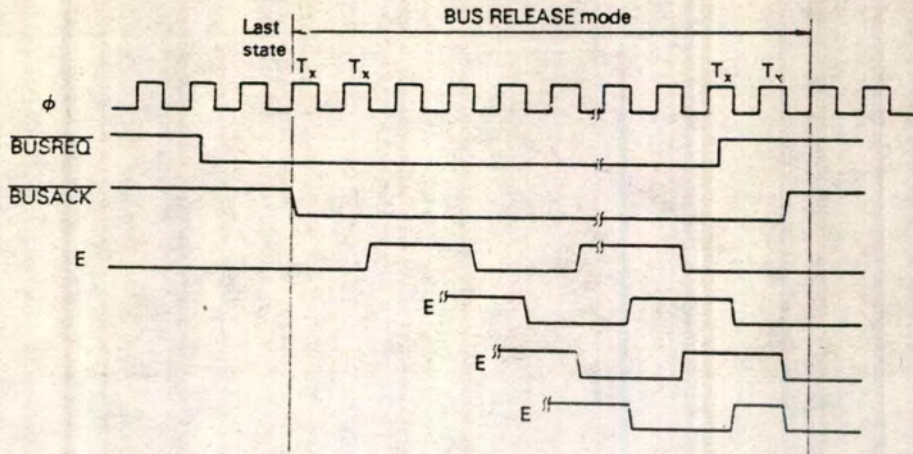 BUS RELEASE mode
Last
state
Tx Tx Tx Tx
φ
BUSREQ
BUSACK
E
E
E
E